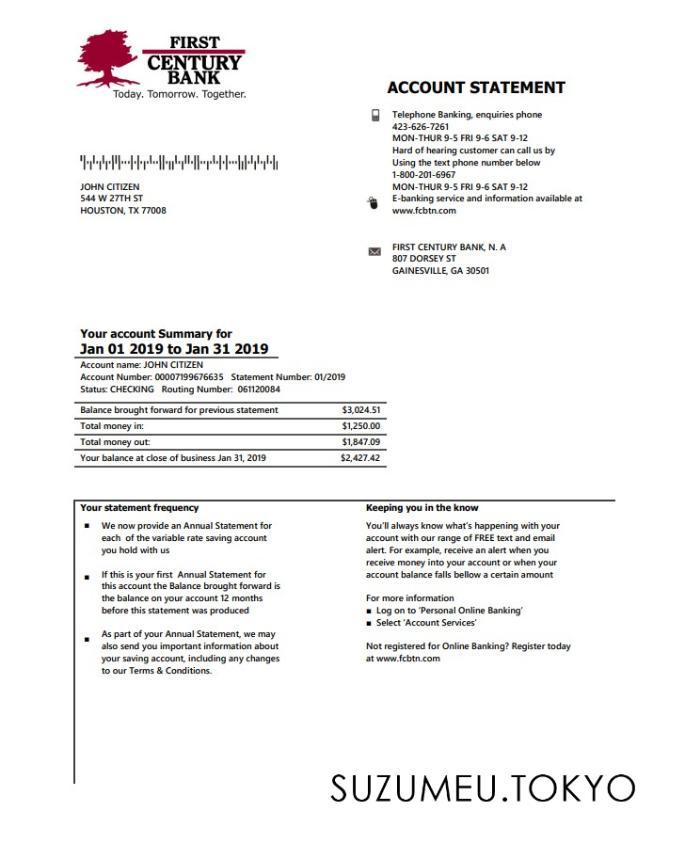 FIRST
CENTURY
BANK
Today. Tomorrow. Together.
ACCOUNT STATEMENT
Telephone Banking, enquiries phone
423-626-7261
MON-THUR 9-5 FRI 9-6 SAT 9-12
Hard of hearing customer can call us by
Using the text phone number below
1-800-201-6967
MON-THUR 9-5 FRI 9-6 SAT 9-12
E-banking service and information available at
www.fcbtn.com
JOHN CITIZEN
544 W 27TH ST
HOUSTON, TX 77008
FIRST CENTURY BANK, N. A
807 DORSEY ST
GAINESVILLE, GA 30501
Your account Summary for
Jan 01 2019 to Jan 31 2019
Account name: JOHN CITIZEN
Account Number: 00007199676635 Statement Number: 01/2019
Status: CHECKING Routing Number: 061120084
Balance brought forward for previous statement $3,024.51
Total money in: $1,250.00
Total money out: $1,847.09
Your balance at close of business Jan 31, 2019 $2,427.42
Your statement frequency
■ We now provide an Annual Statement for
each of the variable rate saving account
you hold with us
■ If this is your first Annual Statement for
this account the Balance brought forward is
the balance on your account 12 months
before this statement was produced
■ As part of your Annual Statement, we may
also send you important information about
your saving account, including any changes
to our Terms & Conditions.
Keeping you in the know
You'll always know what's happening with your
account with our range of FREE text and email
alert. For example, receive an alert when you
receive money into your account or when your
account balance falls bellow a certain amount
For more information
■ Log on to 'Personal Online Banking'
■ Select 'Account Services'
Not registered for Online Banking? Register today
at www.fcbtn.com
SUZUMEU.TOKYO